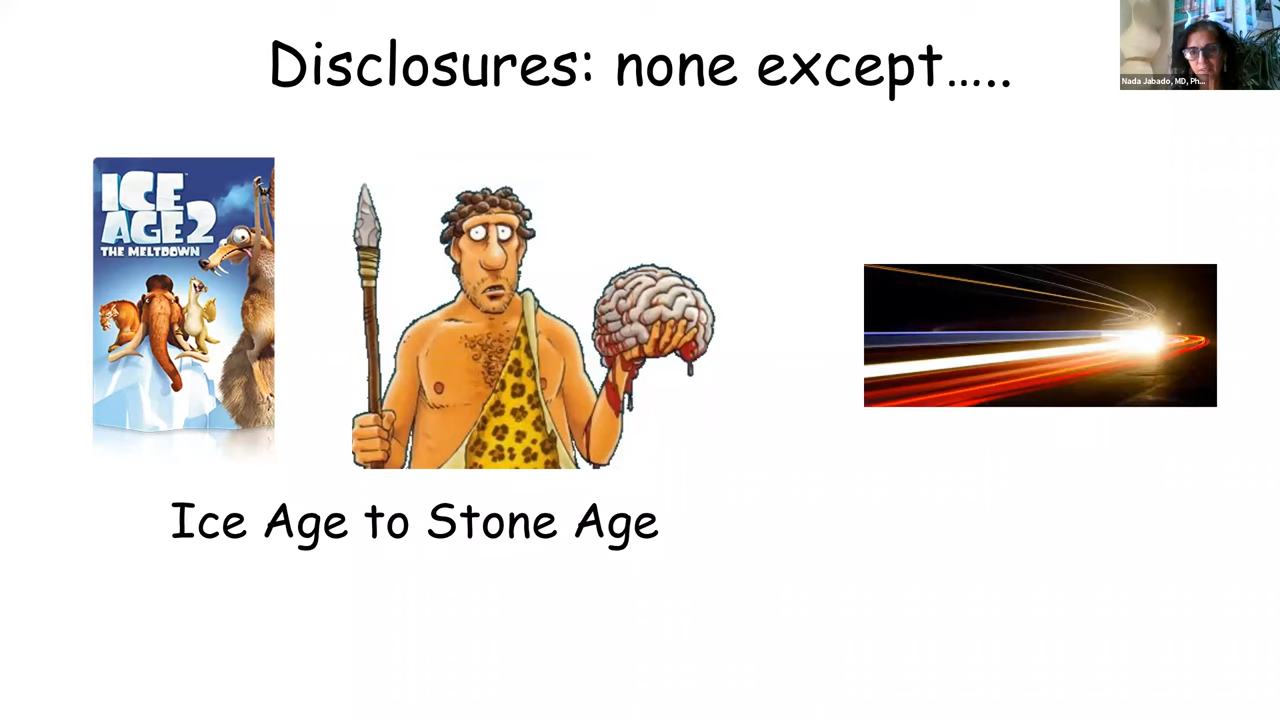 Disclosures: none except.....
Nada Jabado, MD, Ph...
ICE
AGE 2
THE MELTDOWN
Ice Age to Stone Age